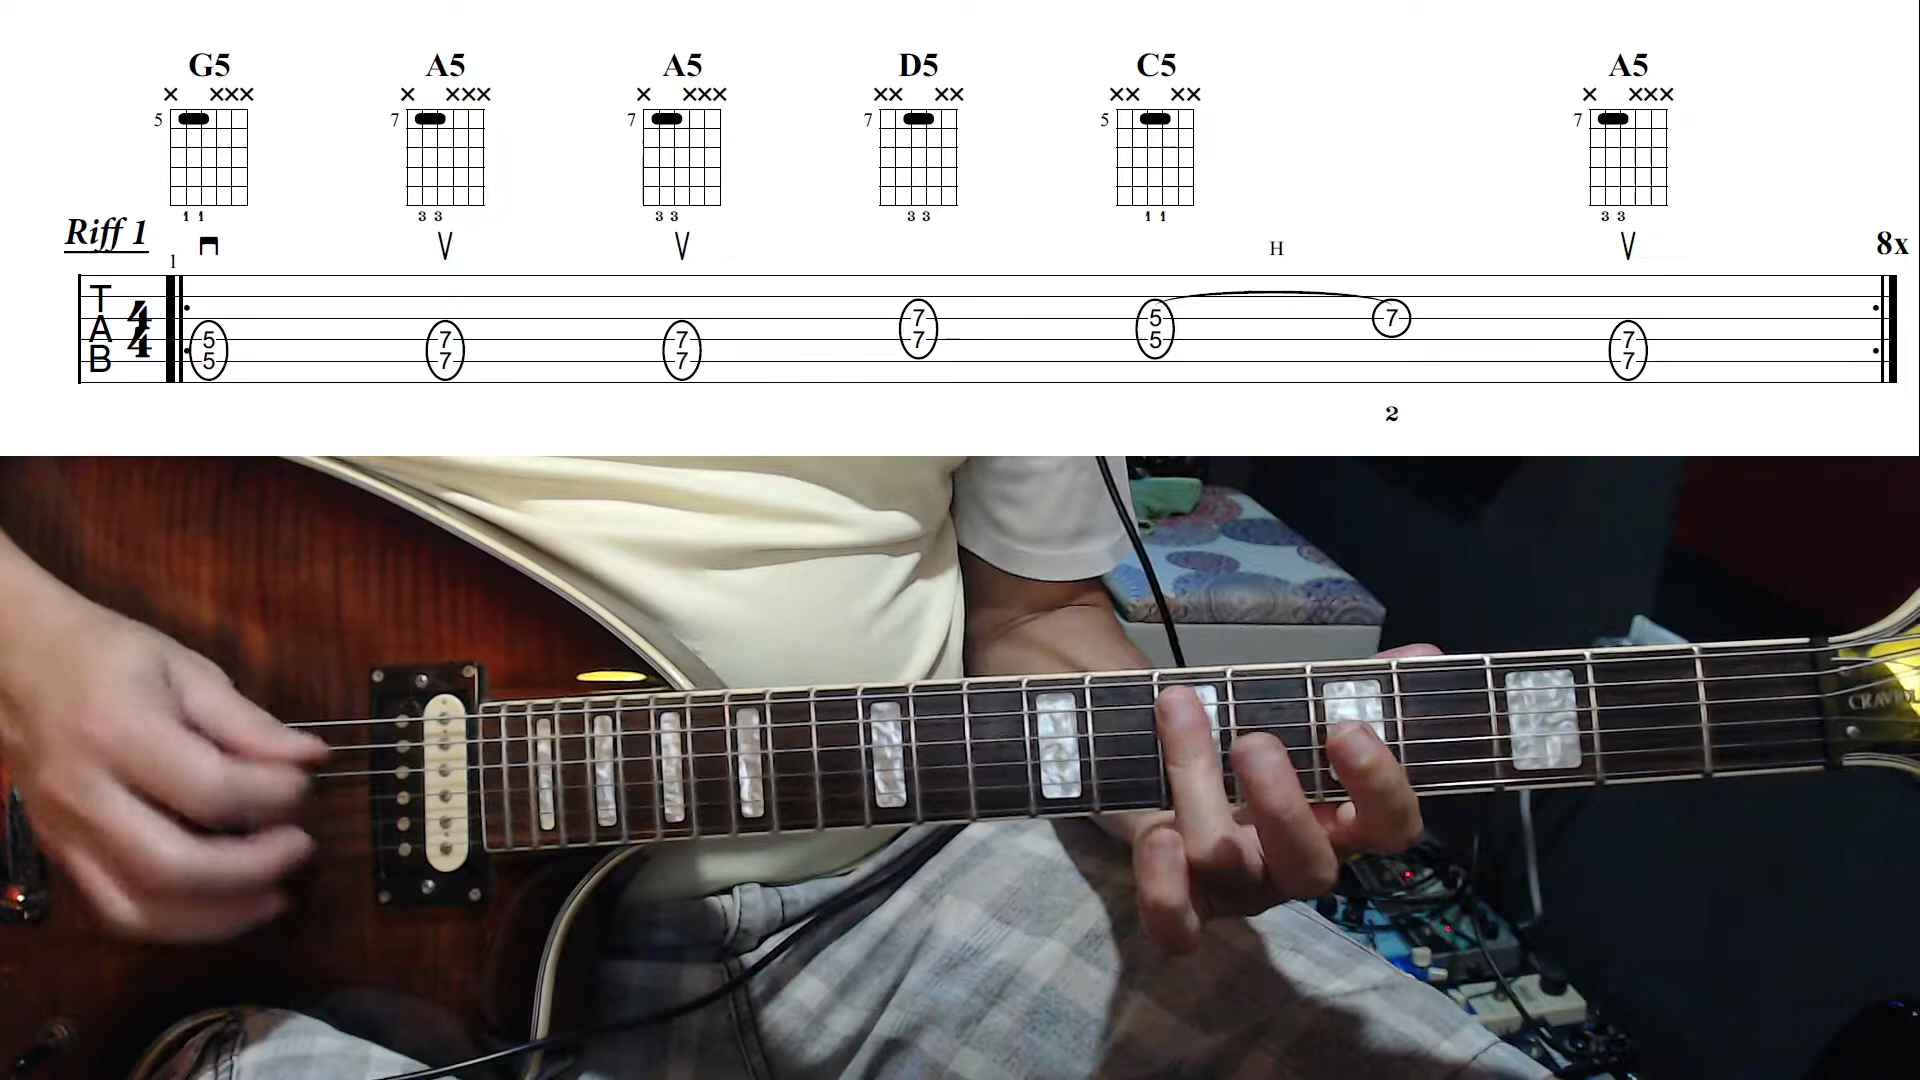 G5 A5 A5 D5 C5 A5
× ××× × ××× × ××× ×× ×× ×× ×× × ×××
5 7 7 7 5 7
1 1 3 3 3 3 3 3 1 1 3 3
Riff 1
1 H 8x
T
A
B
4
4
7 5 7
5 7 7 7 5 7
5 7 7 7
2